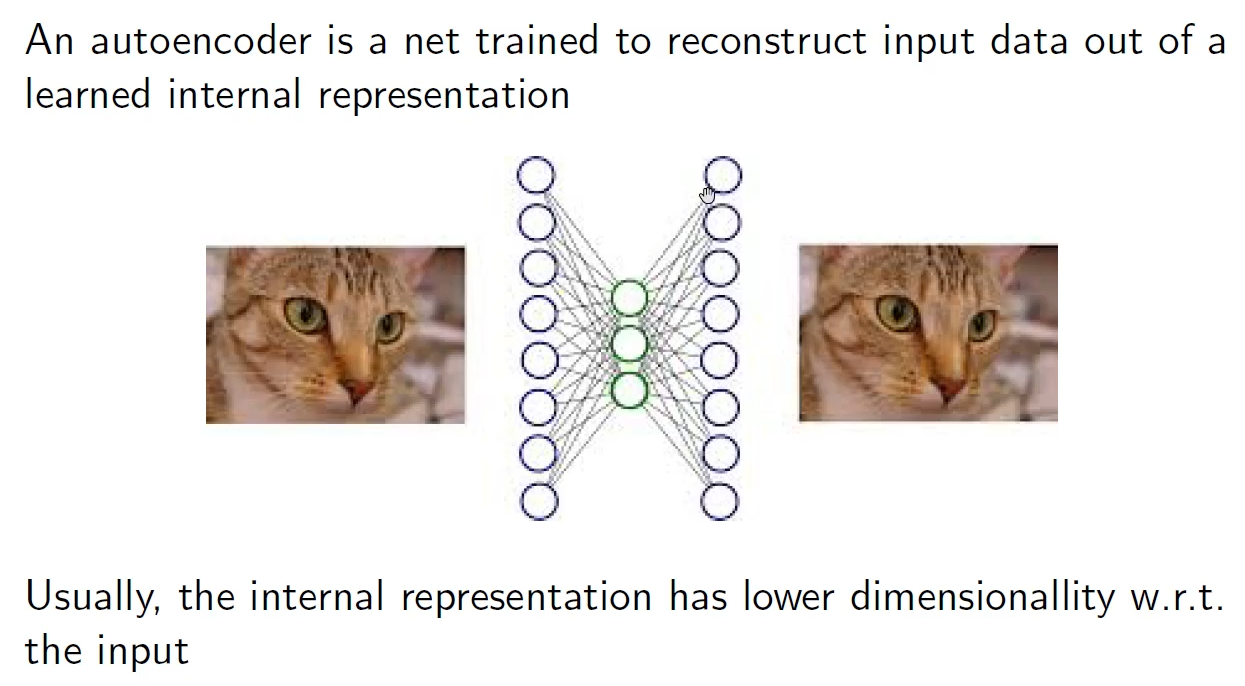 An autoencoder is a net trained to reconstruct input data out of a
learned internal representation
Usually, the internal representation has lower dimensionallity w.r.t.
the input